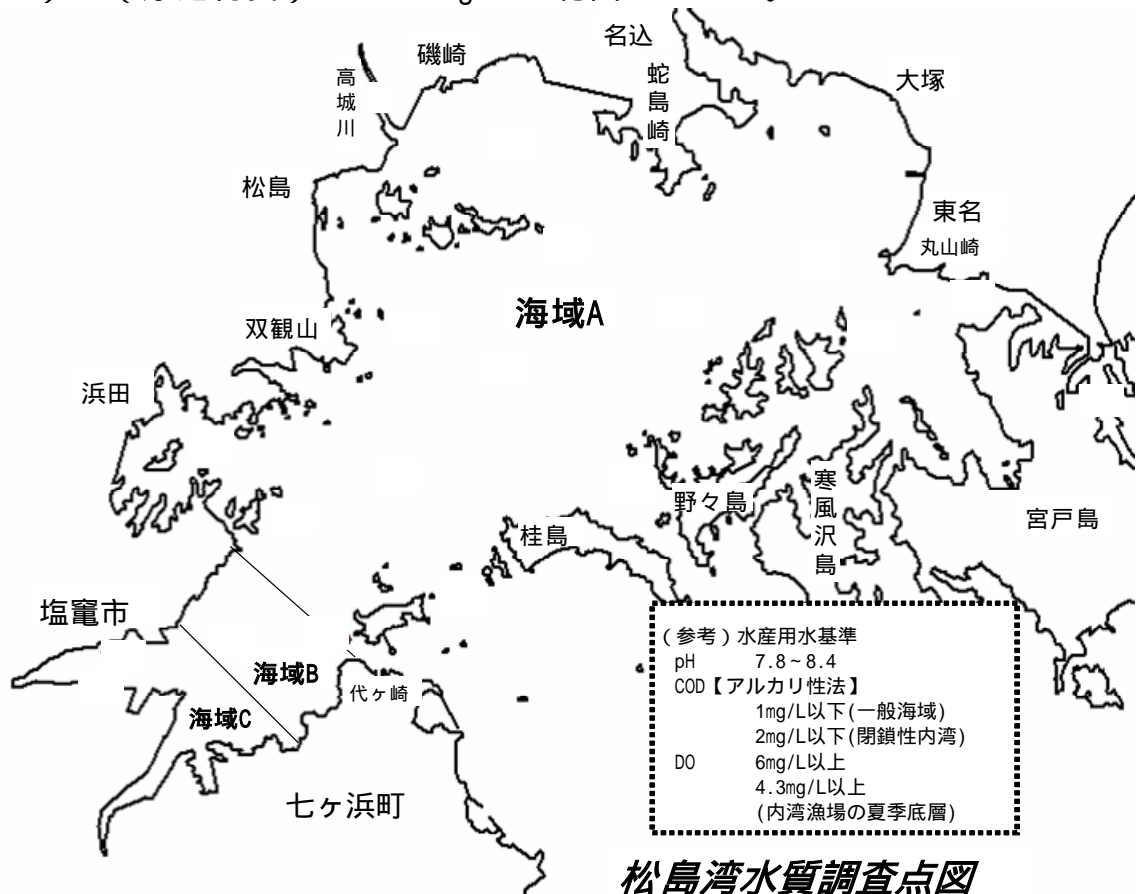 磯崎
名込
高城川
蛇島崎
大塚
松島
東名
丸山崎
海域A
双観山
浜田
寒風沢島
野々島
宮戸島
桂島
塩竈市
海域B
代ヶ崎
海域C
七ヶ浜町
(参考)水産用水基準
pH 7.8~8.4
COD【アルカリ性法】
1mg/L以下(一般海域)
2mg/L以下(閉鎖性内湾)
DO 6mg/L以上
4.3mg/L以上
(内湾漁場の夏季底層)
松島湾水質調査点図